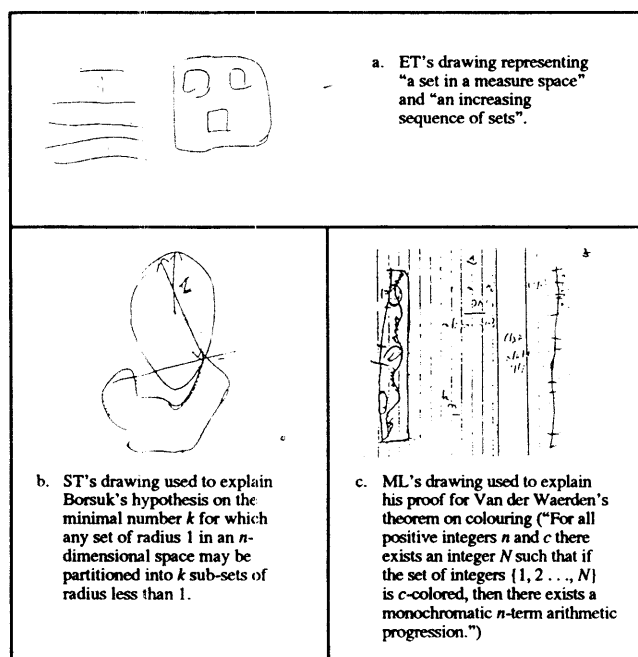 a. ET's drawing representing
"a set in a measure space"
and "an increasing
sequence of sets".
b. ST's drawing used to explain
Borsuk's hypothesis on the
minimal number k for which
any set of radius 1 in an n-
dimensional space may be
partitioned into k sub-sets of
radius less than 1.
c. ML's drawing used to explain
his proof for Van der Waerden's
theorem on colouring ("For all
positive integers n and c there
exists an integer N such that if
the set of integers {1, 2 . . ., N}
is c-colored, then there exists a
monochromatic n-term arithmetic
progression.")